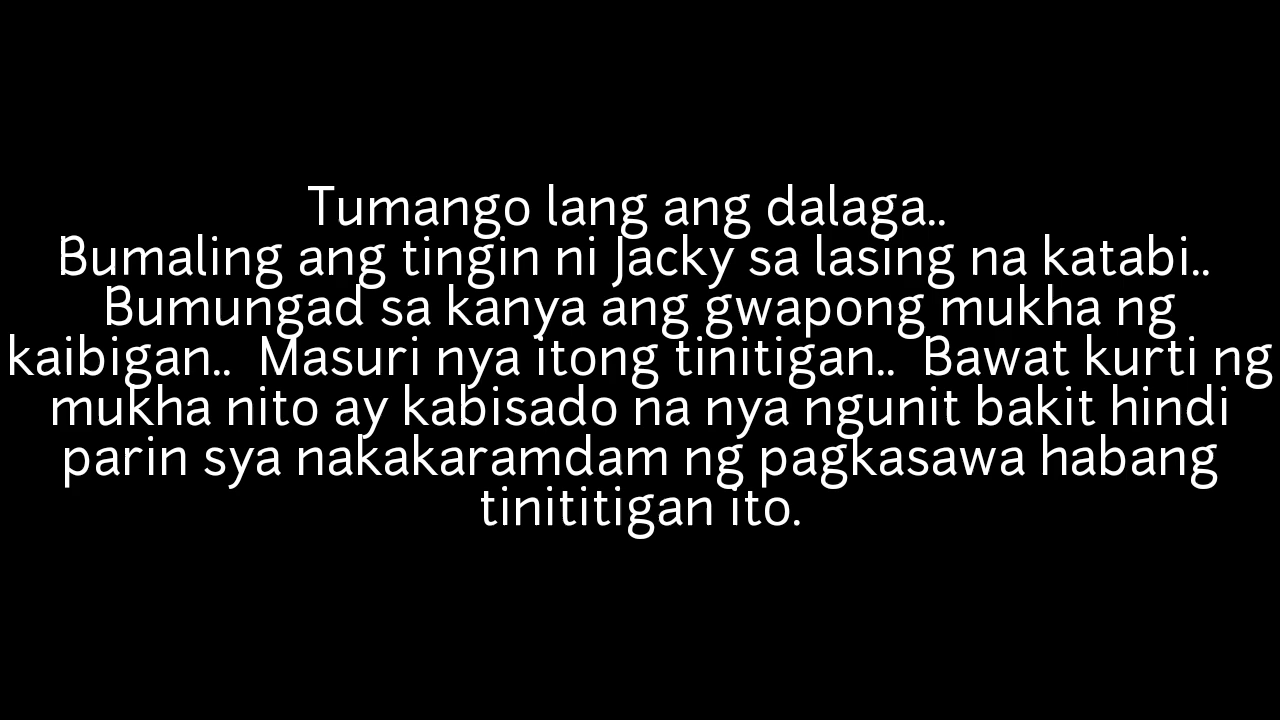 Tumango lang ang dalaga..
Bumaling ang tingin ni Jacky sa lasing na katabi..
Bumungad sa kanya ang gwapong mukha ng
kaibigan..  Masuri nya itong tinitigan..  Bawat kurti ng
mukha nito ay kabisado na nya ngunit bakit hindi
parin sya nakakaramdam ng pagkasawa habang
tinititigan ito.